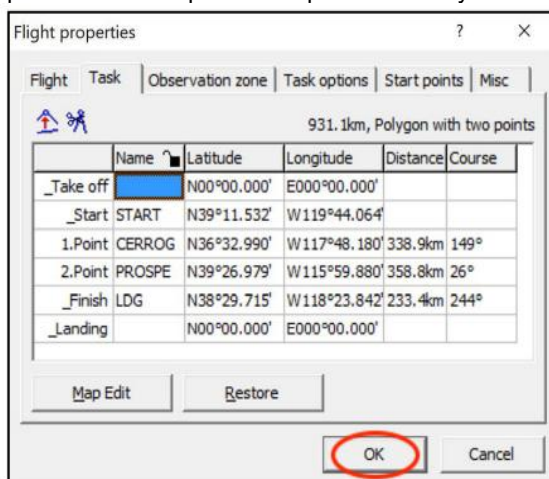 Flight properties ? ×
Flight Task Observation zone Task options Start points Misc
931.1km, Polygon with two points
Name Latitude Longitude Distance Course
_Take off N00°00.000' E000°00.000'
_Start START N39°11.532' W119°44.064'
1.Point CERROG N36°32.990' W117°48.180' 338.9km 149°
2.Point PROSPE N39°26.979' W115°59.880' 358.8km 26°
_Finish LDG N38°29.715' W118°23.842' 233.4km 244°
_Landing N00°00.000' E000°00.000'
Map Edit Restore
OK Cancel